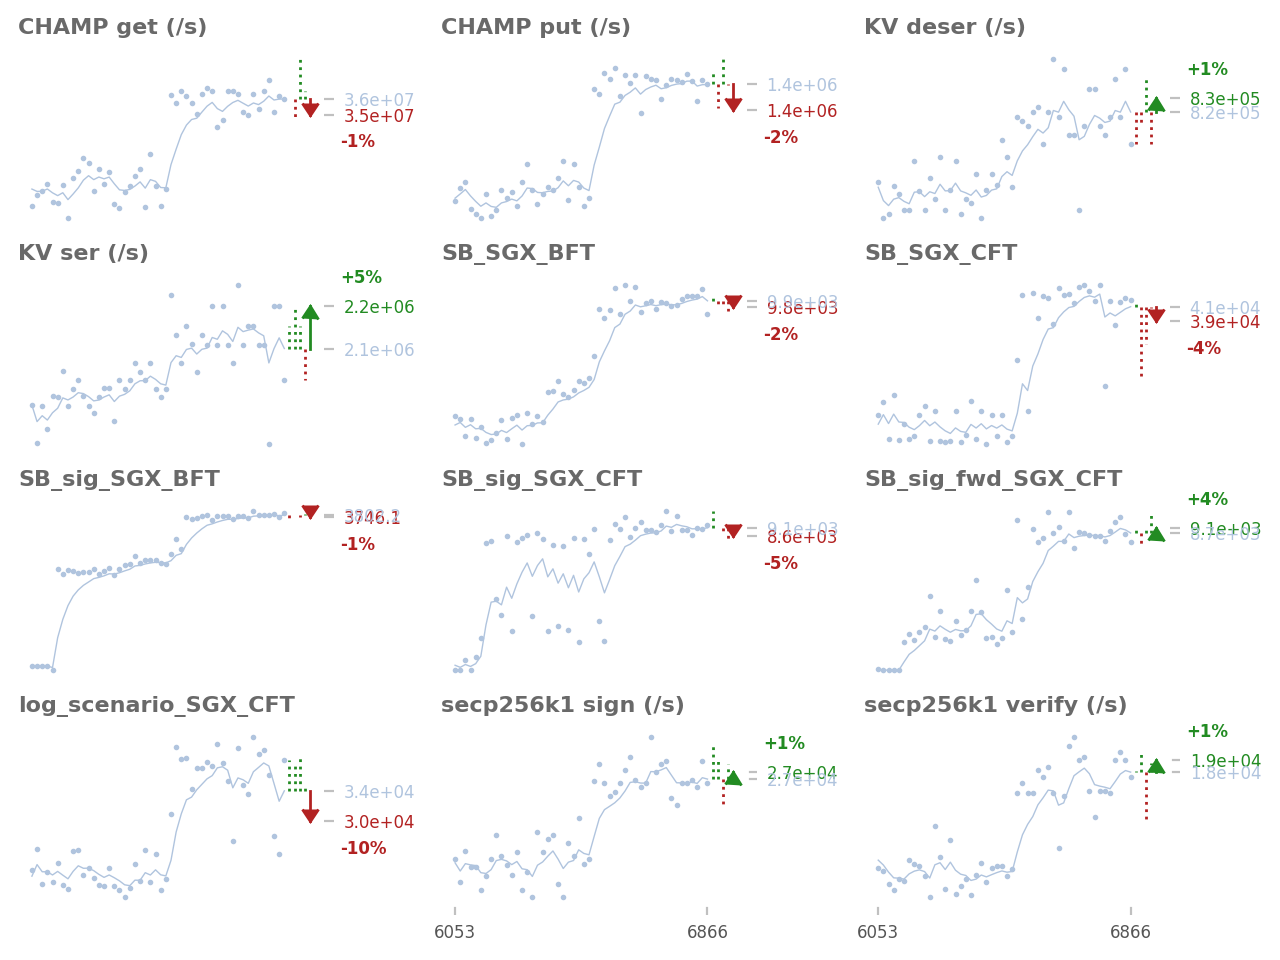 CHAMP get (/s)
3.6e+07
3.5e+07
-1%
CHAMP put (/s)
1.4e+06
1.4e+06
-2%
KV deser (/s)
+1%
8.3e+05
8.2e+05
KV ser (/s)
+5%
2.2e+06
2.1e+06
SB_SGX_BFT
9.8e+03
-2%
SB_SGX_CFT
4.1e+04
3.9e+04
-4%
SB_sig_SGX_BFT
3746.1
-1%
SB_sig_SGX_CFT
9.1e+03
8.6e+03
-5%
SB_sig_fwd_SGX_CFT
+4%
9.1e+03
log_scenario_SGX_CFT
3.4e+04
3.0e+04
-10%
secp256k1 sign (/s)
+1%
2.7e+04
2.7e+04
6053
6866
secp256k1 verify (/s)
+1%
1.9e+04
1.8e+04
6053
6866